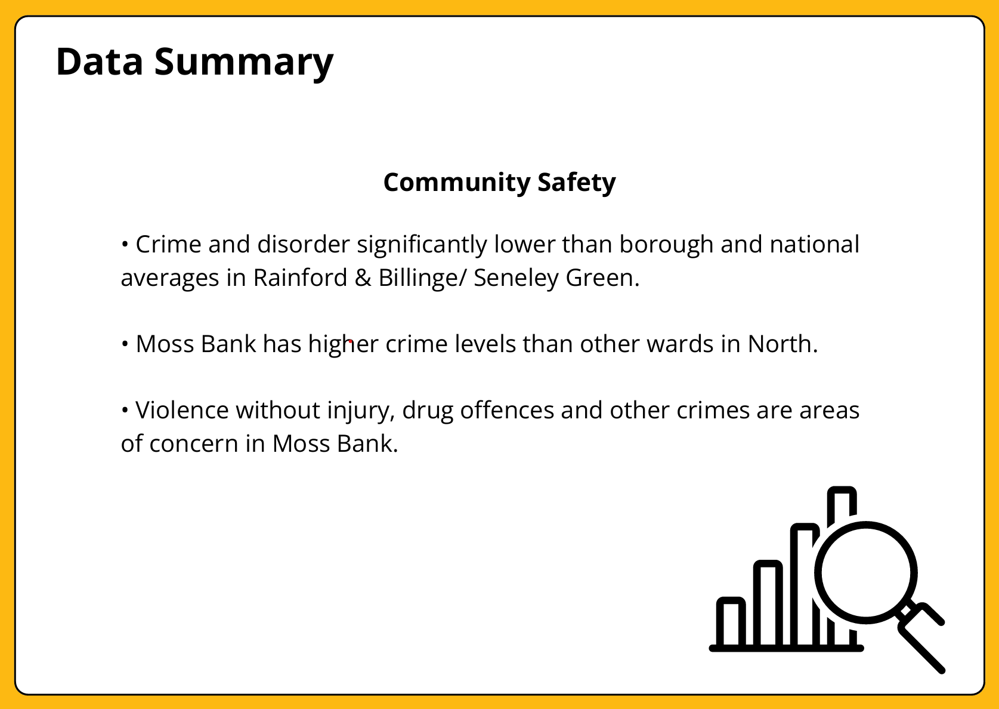 Data Summary
Community Safety
• Crime and disorder significantly lower than borough and national
averages in Rainford & Billinge/ Seneley Green.
• Moss Bank has higher crime levels than other wards in North.
• Violence without injury, drug offences and other crimes are areas
of concern in Moss Bank.